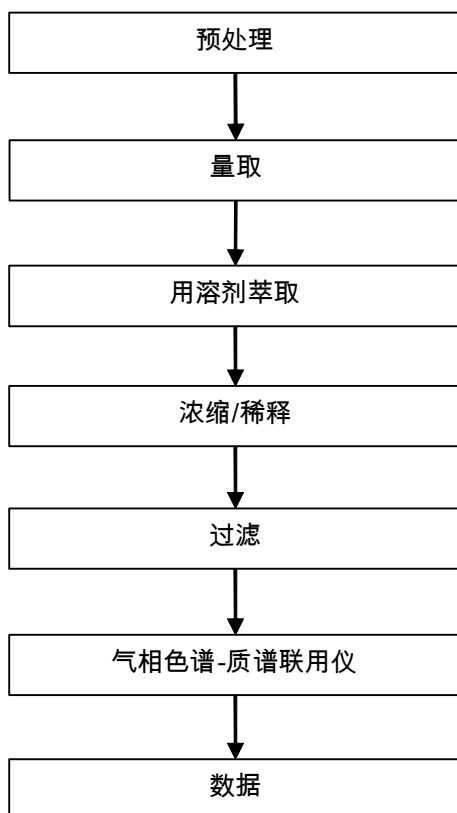 预处理
量取
用溶剂萃取
浓缩/稀释
过滤
气相色谱-质谱联用仪
数据